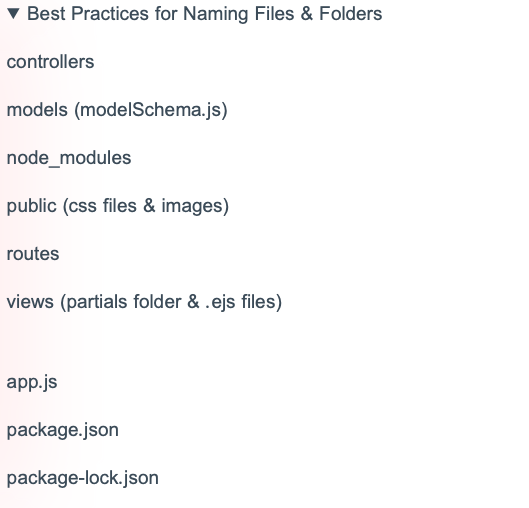 ▼ Best Practices for Naming Files & Folders
controllers
models (modelSchema.js)
node_modules
public (css files & images)
routes
views (partials folder & .ejs files)
app.js
package.json
package-lock.json